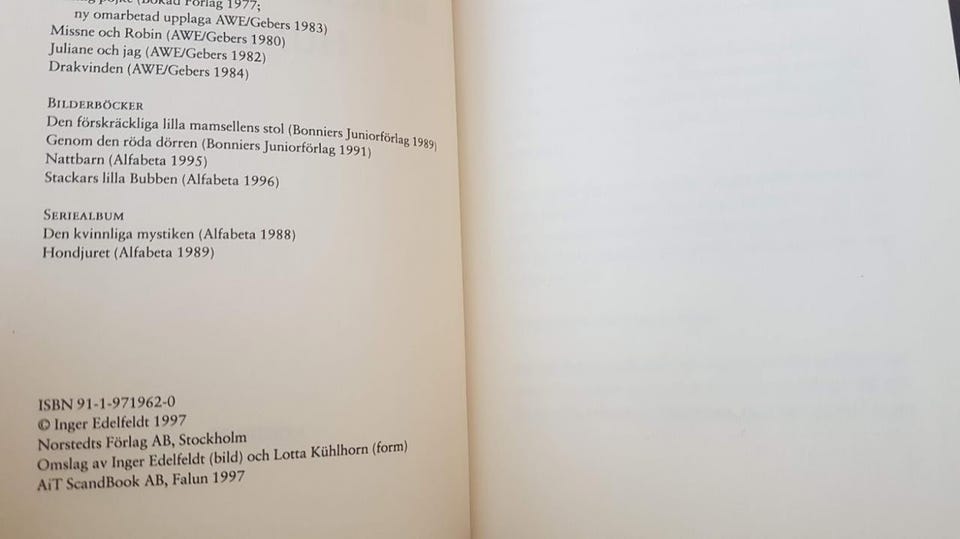 pojke (Bokád Förlag 1977;
ny omarbetad upplaga AWE/Gebers 1983)
Missne och Robin (AWE/Gebers 1980)
Juliane och jag (AWE/Gebers 1982)
Drakvinden (AWE/Gebers 1984)
BILDERBÖCKER
Den förskräckliga lilla mamsellens stol (Bonniers Juniorförlag 1989)
Genom den röda dörren (Bonniers Juniorförlag 1991)
Nattbarn (Alfabeta 1995)
Stackars lilla Bubben (Alfabeta 1996)
SERIEALBUM
Den kvinnliga mystiken (Alfabeta 1988)
Hondjuret (Alfabeta 1989)
ISBN 91-1-971962-0
© Inger Edelfeldt 1997
Norstedts Förlag AB, Stockholm
Omslag av Inger Edelfeldt (bild) och Lotta Kühlhorn (form)
AiT ScandBook AB, Falun 1997